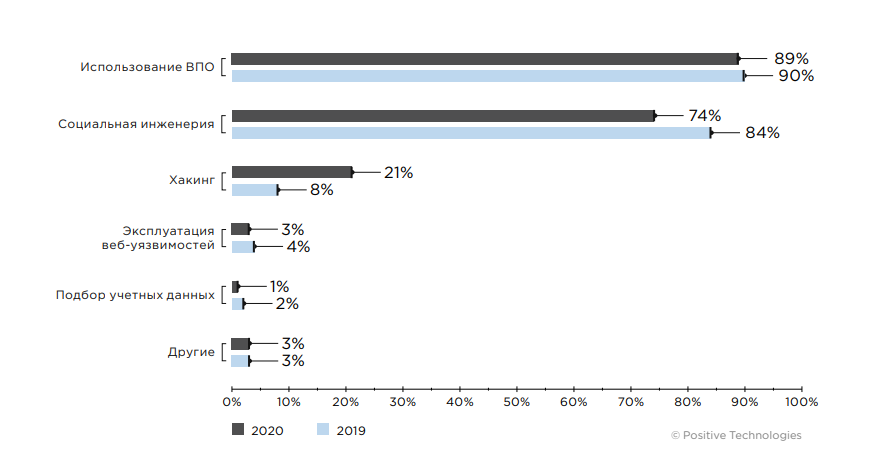 Использование ВПО
89%
90%
Социальная инженерия
74%
84%
Хакинг
21%
8%
Эксплуатация
веб-уязвимостей
3%
4%
Подбор учетных данных
1%
2%
Другие
3%
3%
0% 10% 20% 30% 40% 50% 60% 70% 80% 90% 100%
2020 2019
© Positive Technologies